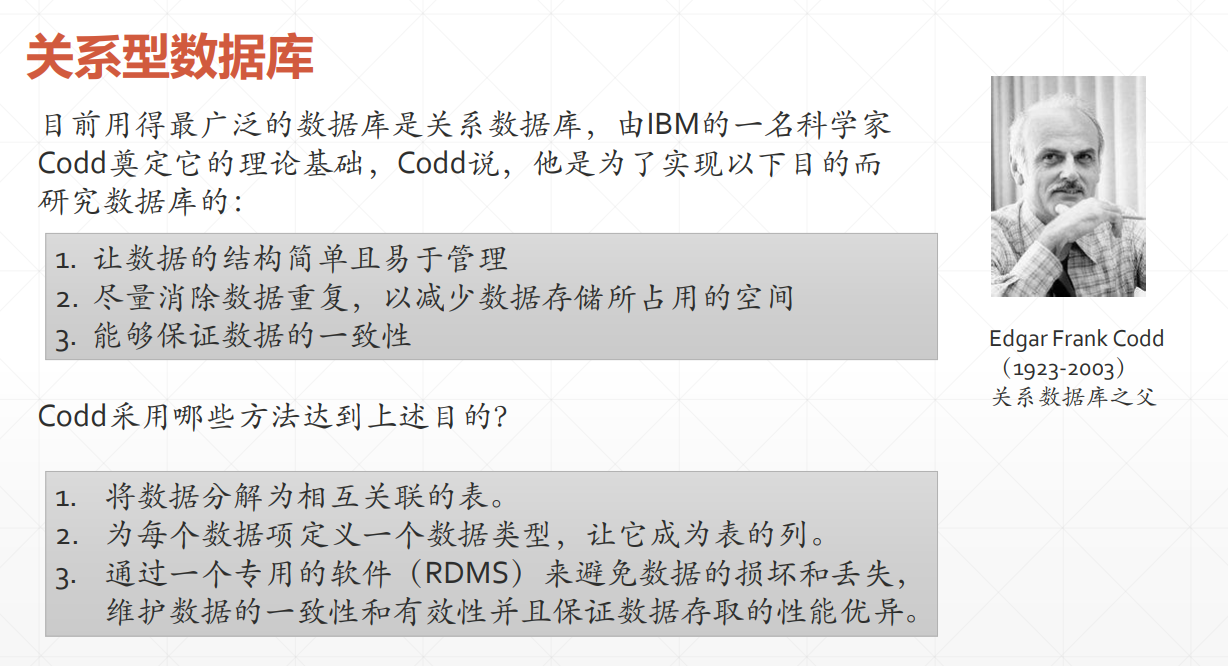 关系型数据库
目前用得最广泛的数据库是关系数据库，由IBM的一名科学家
Codd奠定它的理论基础，Codd说，他是为了实现以下目的而
研究数据库的：
1. 让数据的结构简单且易于管理
2. 尽量消除数据重复，以减少数据存储所占用的空间
3. 能够保证数据的一致性
Codd采用哪些方法达到上述目的?
1. 将数据分解为相互关联的表。
2. 为每个数据项定义一个数据类型，让它成为表的列。
3. 通过一个专用的软件（RDMS）来避免数据的损坏和丢失，
维护数据的一致性和有效性并且保证数据存取的性能优异。
Edgar Frank Codd
（1923-2003）
关系数据库之父